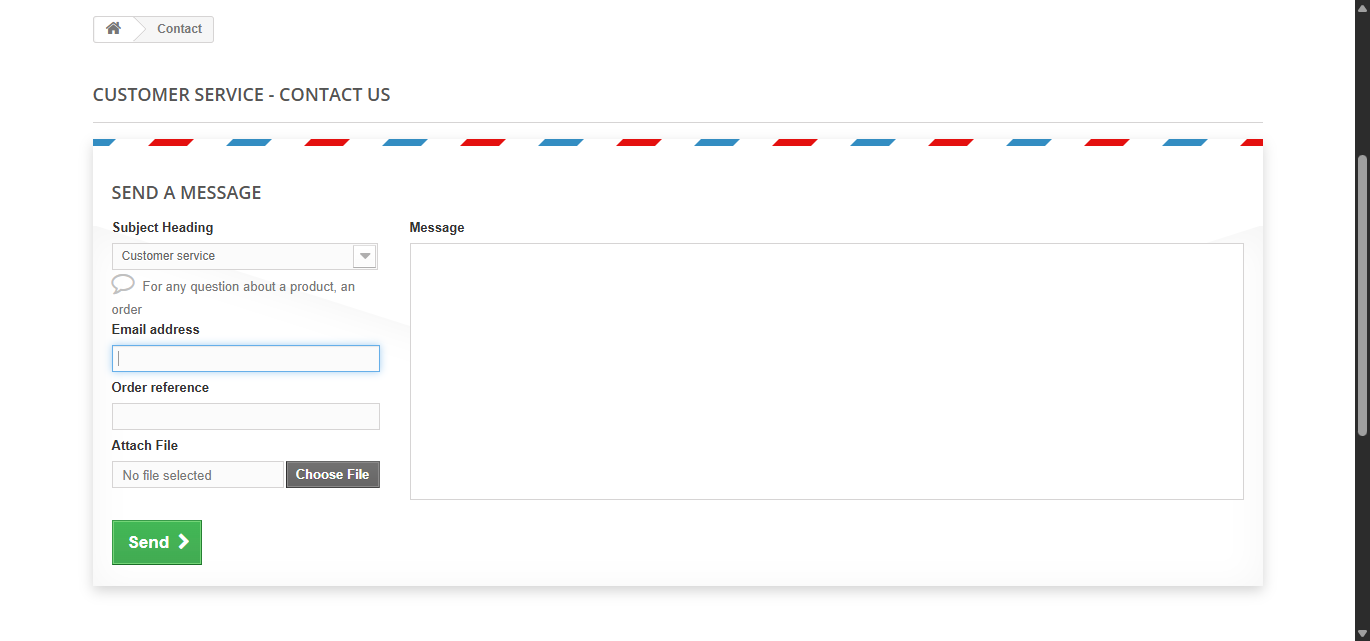 Contact
CUSTOMER SERVICE - CONTACT US
SEND A MESSAGE
Subject Heading
Customer service
For any question about a product, an
order
Email address
Order reference
Attach File
No file selected
Choose File
Send
Message